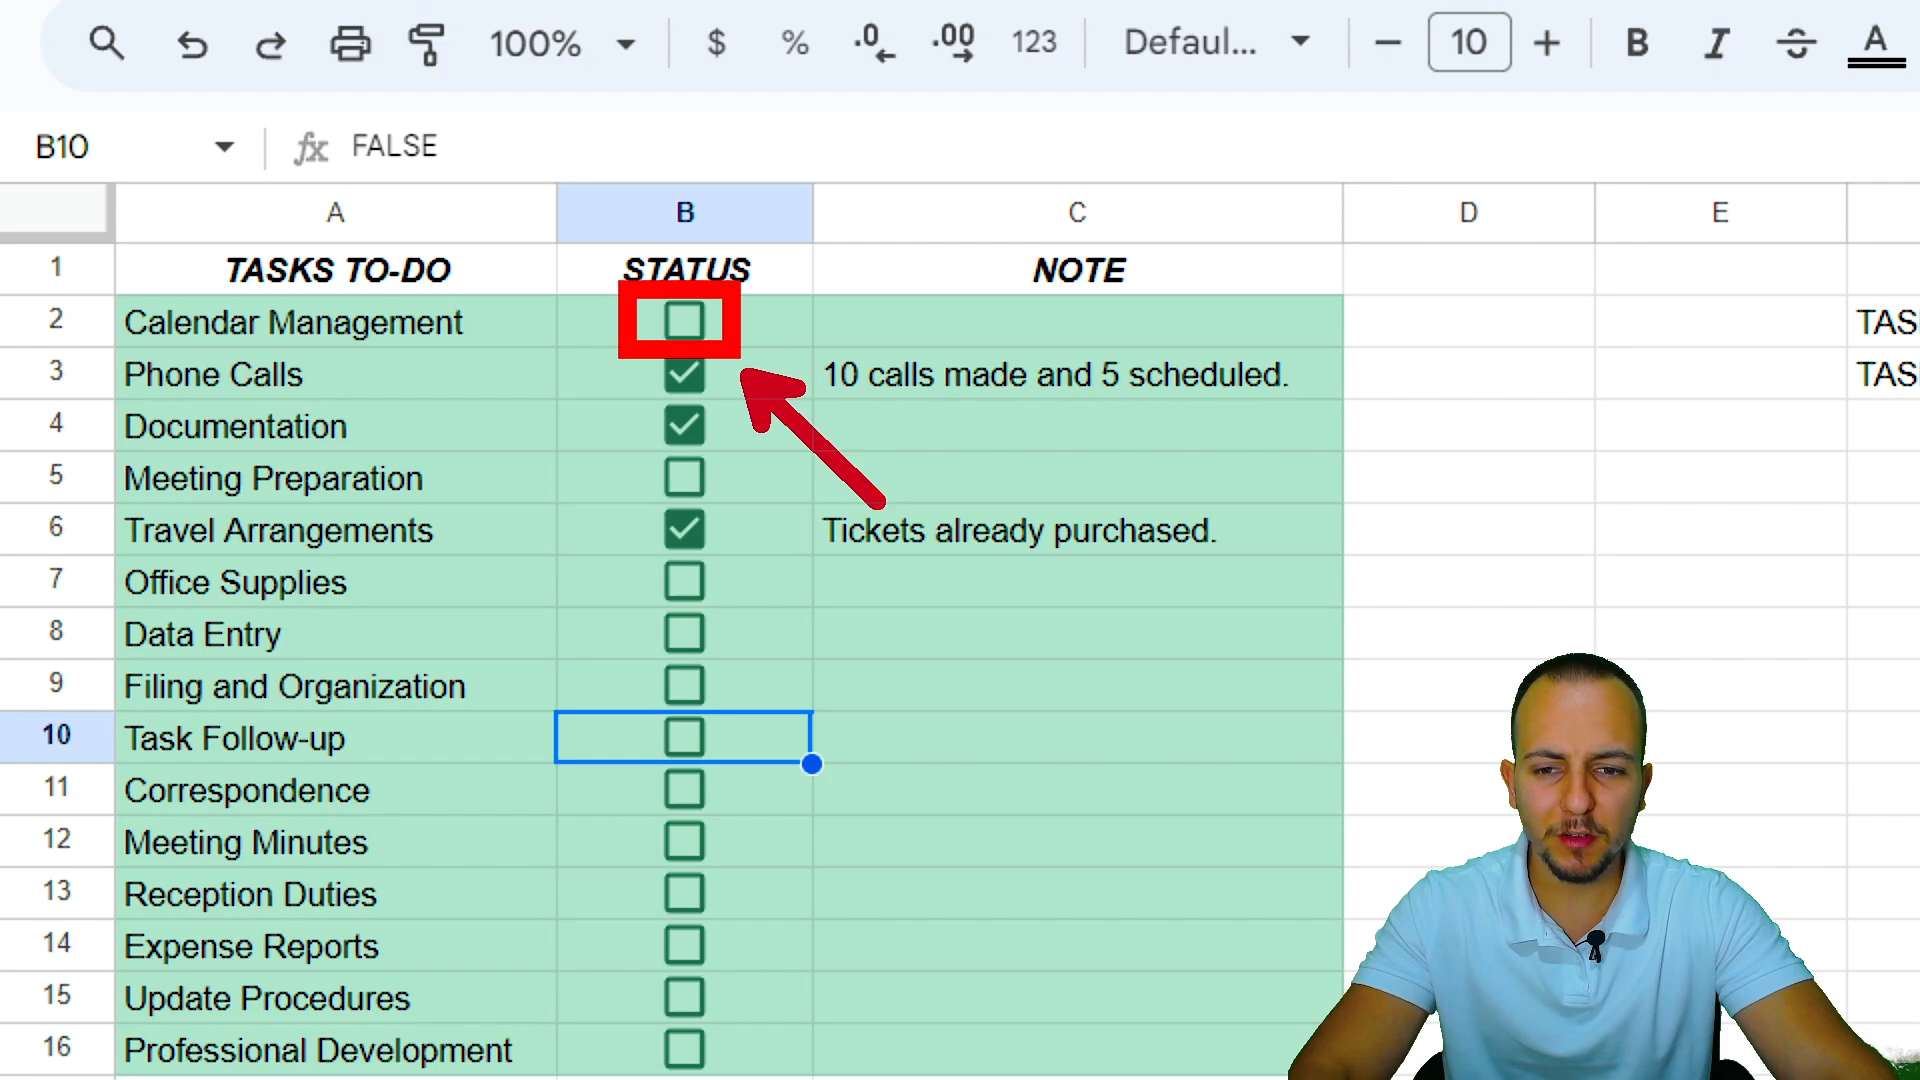 100% $ % .0 .00 123 Defaul... 10 B I A
B10 fx FALSE
A B C D E
1 TASKS TO-DO STATUS NOTE
2 Calendar Management TAS
3 Phone Calls 10 calls made and 5 scheduled. TAS
4 Documentation
5 Meeting Preparation
6 Travel Arrangements Tickets already purchased.
7 Office Supplies
8 Data Entry
9 Filing and Organization
10 Task Follow-up
11 Correspondence
12 Meeting Minutes
13 Reception Duties
14 Expense Reports
15 Update Procedures
16 Professional Development